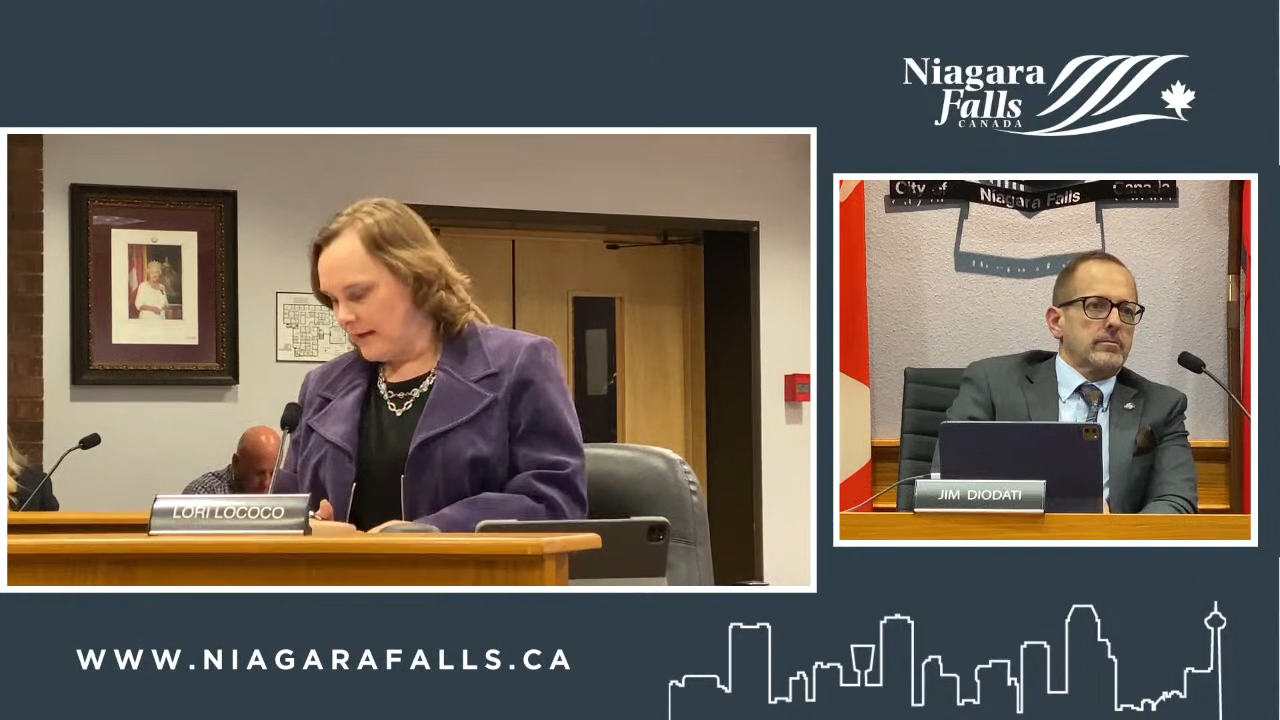 Niagara
Falls
CANADA
City of
Niagara Falls
Canada
LORI LOCOCO
JIM DIODATI
WWW.NIAGARAFALLS.CA